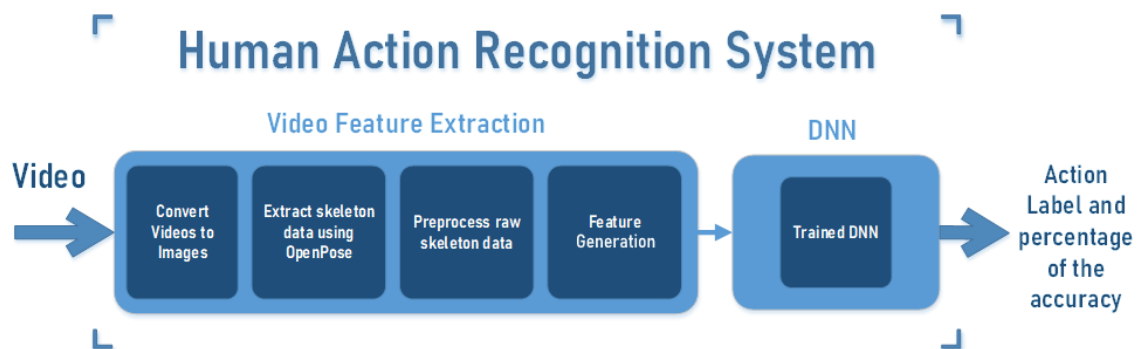 Human Action Recognition System
Video Feature Extraction
DNN
Video
Convert
Videos to
Images
Extract skeleton
data using
OpenPose
Preprocess raw
skeleton data
Feature
Generation
Trained DNN
Action
Label and
percentage
of the
accuracy